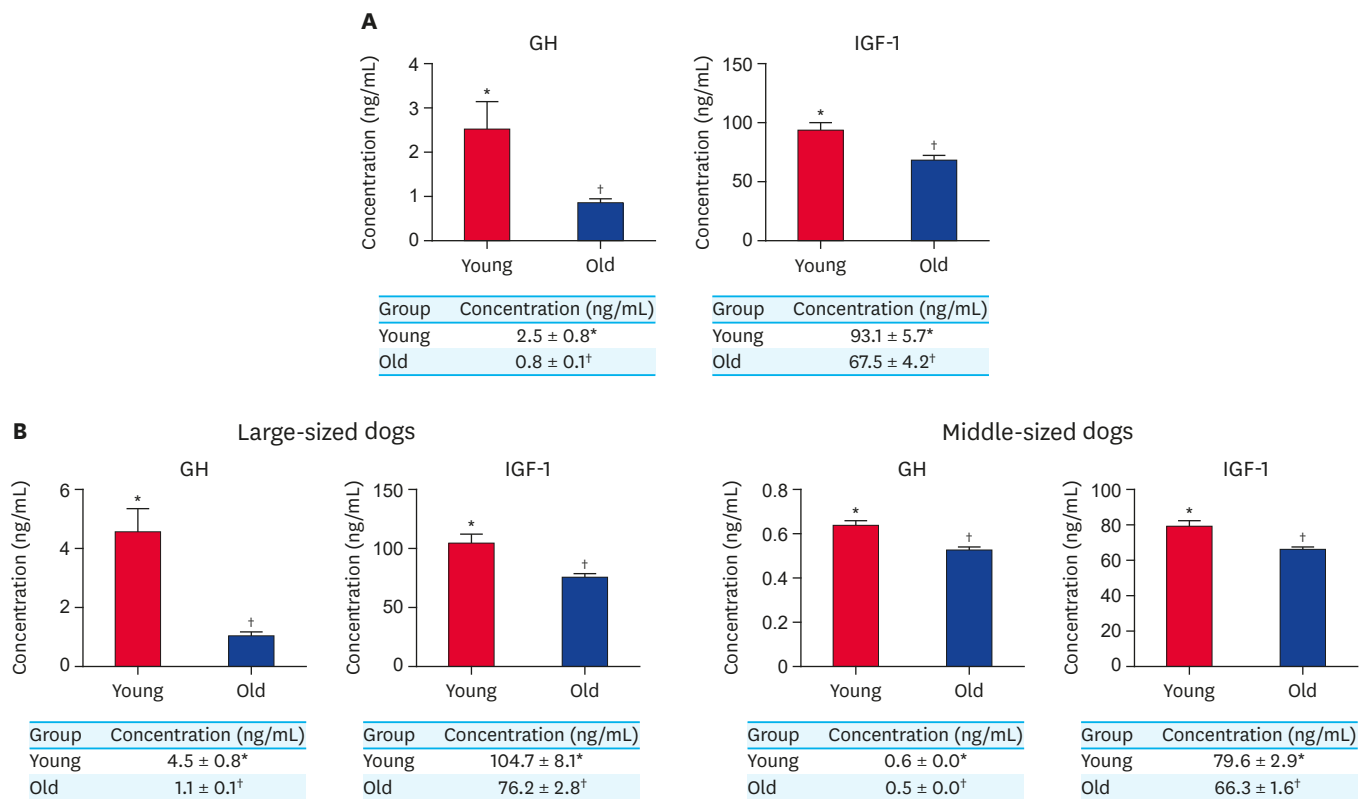 A
GH
IGF-1
Concentration (ng/mL)
4
3
2
1
0
*
†
Young Old
Concentration (ng/mL)
150
100
50
0
*
†
Young Old
Group Concentration (ng/mL)
Young 2.5 ± 0.8*
Old 0.8 ± 0.1†
Group Concentration (ng/mL)
Young 93.1 ± 5.7*
Old 67.5 ± 4.2†
B
Large-sized dogs
GH
Concentration (ng/mL)
6
4
2
0
*
†
Young Old
IGF-1
Concentration (ng/mL)
150
100
50
0
*
†
Young Old
Group Concentration (ng/mL)
Young 4.5 ± 0.8*
Old 1.1 ± 0.1†
Group Concentration (ng/mL)
Young 104.7 ± 8.1*
Old 76.2 ± 2.8†
Middle-sized dogs
GH
Concentration (ng/mL)
0.8
0.6
0.4
0.2
0
*
†
Young Old
IGF-1
Concentration (ng/mL)
100
80
60
40
20
0
*
†
Young Old
Group Concentration (ng/mL)
Young 0.6 ± 0.0*
Old 0.5 ± 0.0†
Group Concentration (ng/mL)
Young 79.6 ± 2.9*
Old 66.3 ± 1.6†